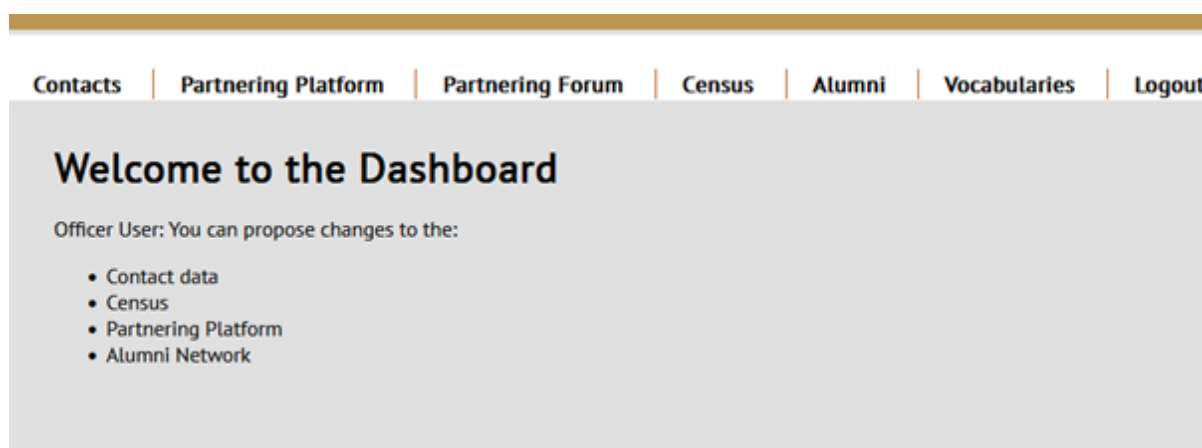 Contacts Partnering Platform Partnering Forum Census Alumni Vocabularies Logout
Welcome to the Dashboard
Officer User: You can propose changes to the:
• Contact data
• Census
• Partnering Platform
• Alumni Network